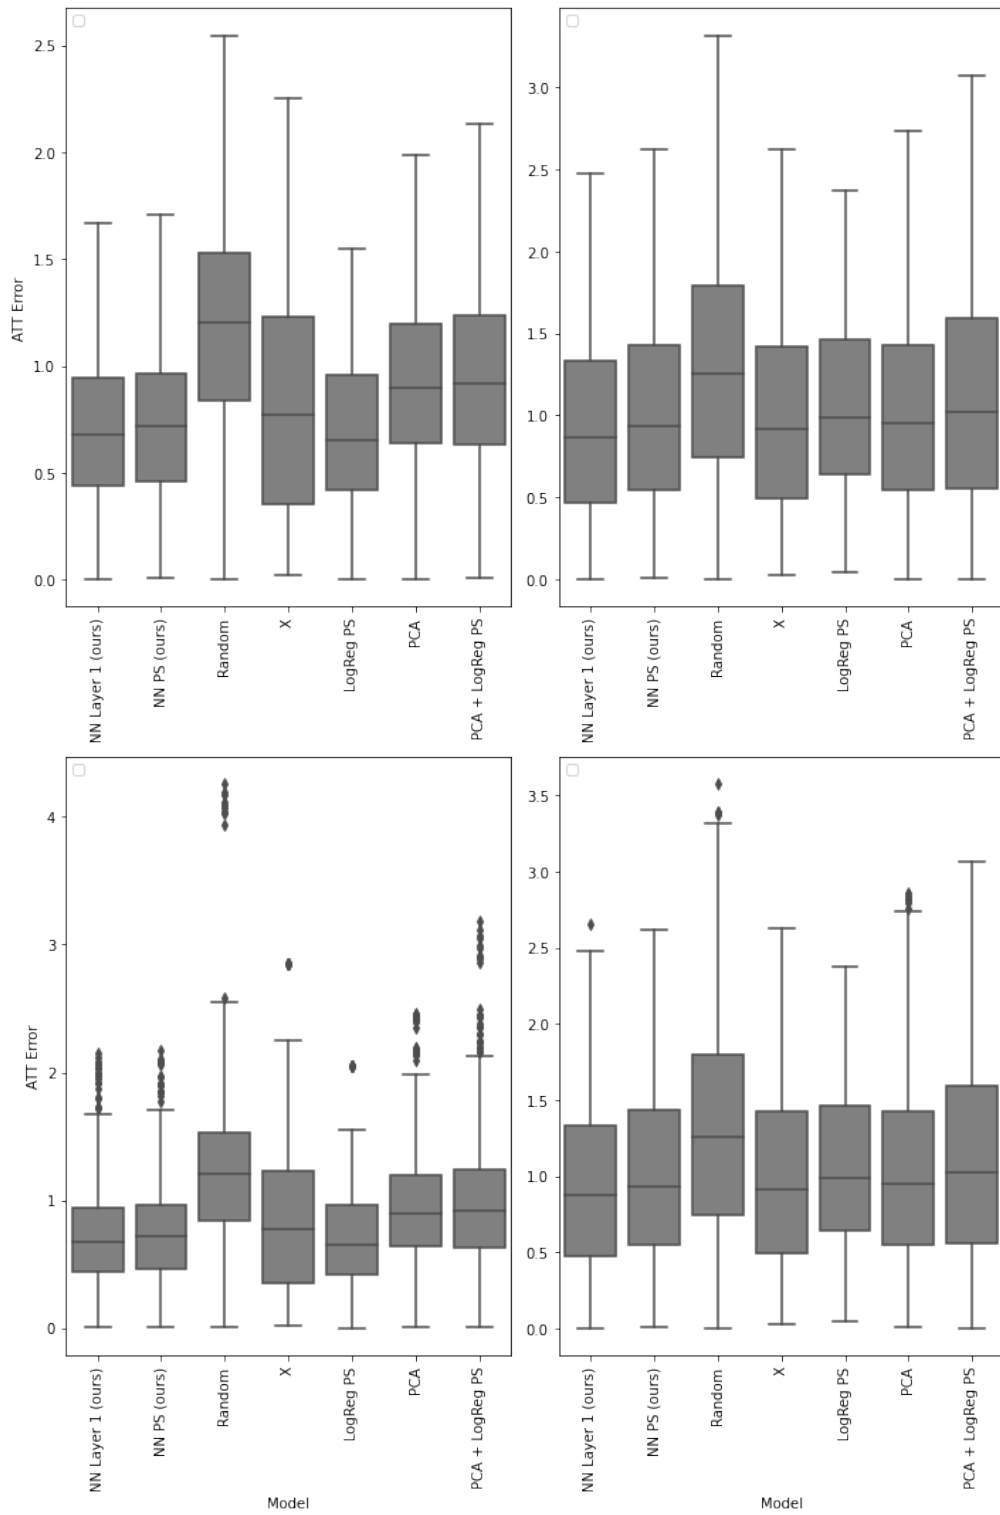 2.5
2.0
1.5
1.0
0.5
0.0
ATT Error
NN Layer 1 (ours)
NN PS (ours)
Random
X
LogReg PS
PCA
PCA + LogReg PS
3.0
2.5
2.0
1.5
1.0
0.5
0.0
NN Layer 1 (ours)
NN PS (ours)
Random
X
LogReg PS
PCA
PCA + LogReg PS
4
3
2
1
0
ATT Error
NN Layer 1 (ours)
NN PS (ours)
Random
X
LogReg PS
PCA
PCA + LogReg PS
Model
3.5
3.0
2.5
2.0
1.5
1.0
0.5
0.0
NN Layer 1 (ours)
NN PS (ours)
Random
X
LogReg PS
PCA
PCA + LogReg PS
Model